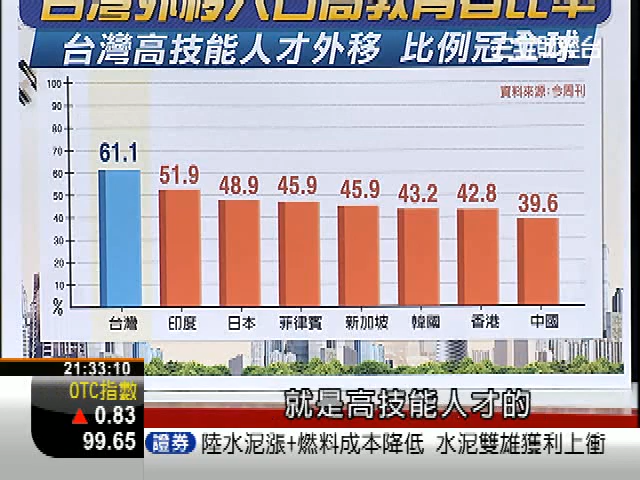 台灣外移人口高教育者比率
台灣高技能人才外移 比例冠全球
資料來源:今周刊
100
90
80
70
60
50
40
30
20
10
%
61.1
51.9
48.9
45.9
45.9
43.2
42.8
39.6
台灣
印度
日本
菲律賓
新加坡
韓國
香港
中國
就是高技能人才的
21:33:10
OTC指數
▲ 0.83
99.65
證券 陸水泥漲+燃料成本降低 水泥雙雄獲利上衝